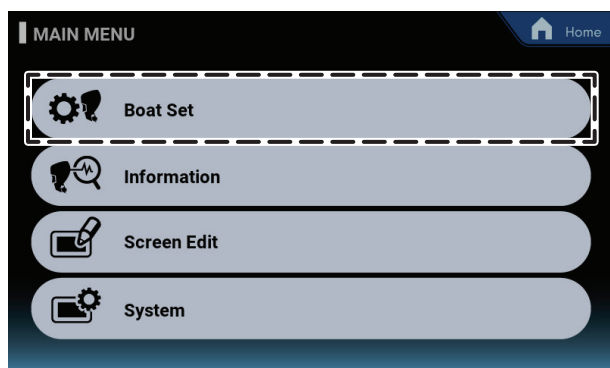 MAIN MENU
Home
Boat Set
Information
Screen Edit
System